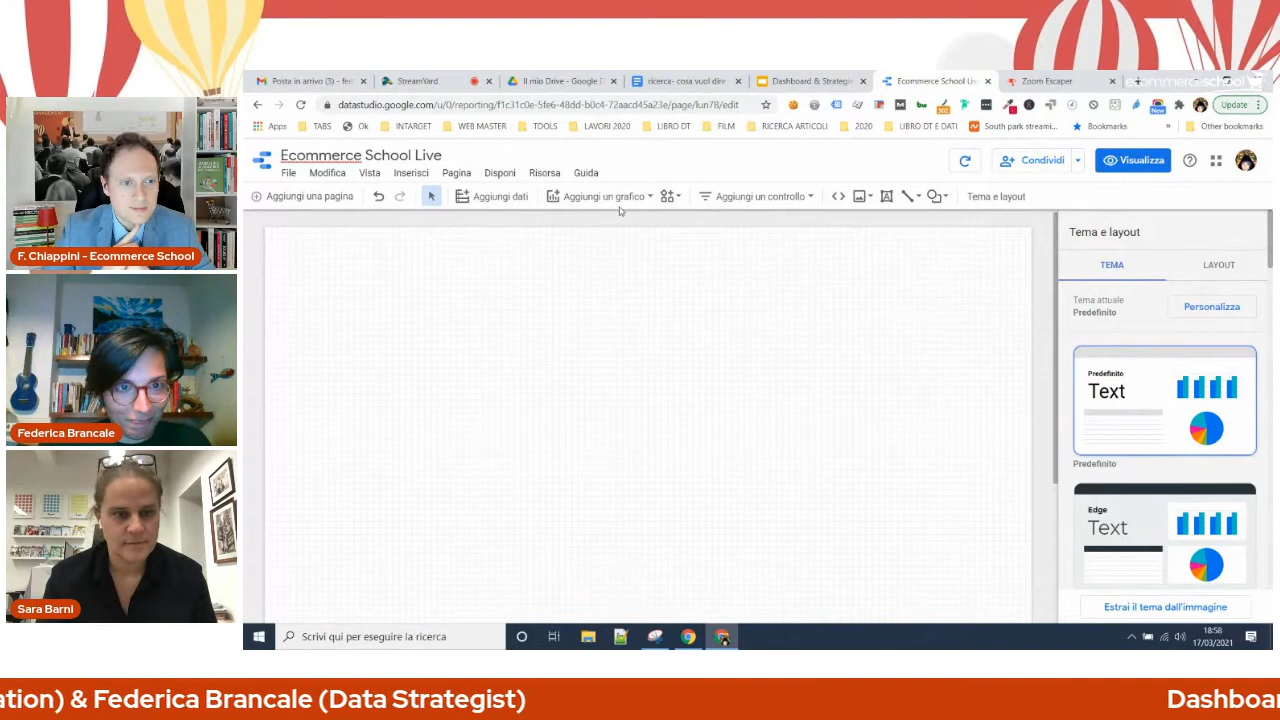 Posta in arrivo (3) - fed
StreamYard
Il mio Drive - Google D
ricerca- cosa vuol dire
Dashboard & Strategie
Ecommerce School Live
Zoom Escaper
ecommerceschool
datastudio.google.com/u/0/reporting/f1c31c0e-5fe6-48dd-b0c4-72aacd45a23e/page/lun7B/edit
Update
Apps
TABS
Ok
INTARGET
WEB MASTER
TOOLS
LAVORI 2020
LIBRO DT
FILM
RICERCA ARTICOLI
2020
LIBRO DT E DATI
South park streami...
Bookmarks
»
Other bookmarks
Ecommerce School Live
File Modifica Vista Inserisci Pagina Disponi Risorsa Guida
Condividi
Visualizza
Aggiungi una pagina
Aggiungi dati
Aggiungi un grafico
Aggiungi un controllo
Tema e layout
Tema e layout
TEMA
LAYOUT
Tema attuale
Predefinito
Personalizza
Predefinito
Text
Predefinito
Edge
Text
Estrai il tema dall'immagine
F. Chiappini - Ecommerce School
Federica Brancale
Sara Barni
Scrivi qui per eseguire la ricerca
18:58
17/03/2021
ation) & Federica Brancale (Data Strategist)
Dashboar